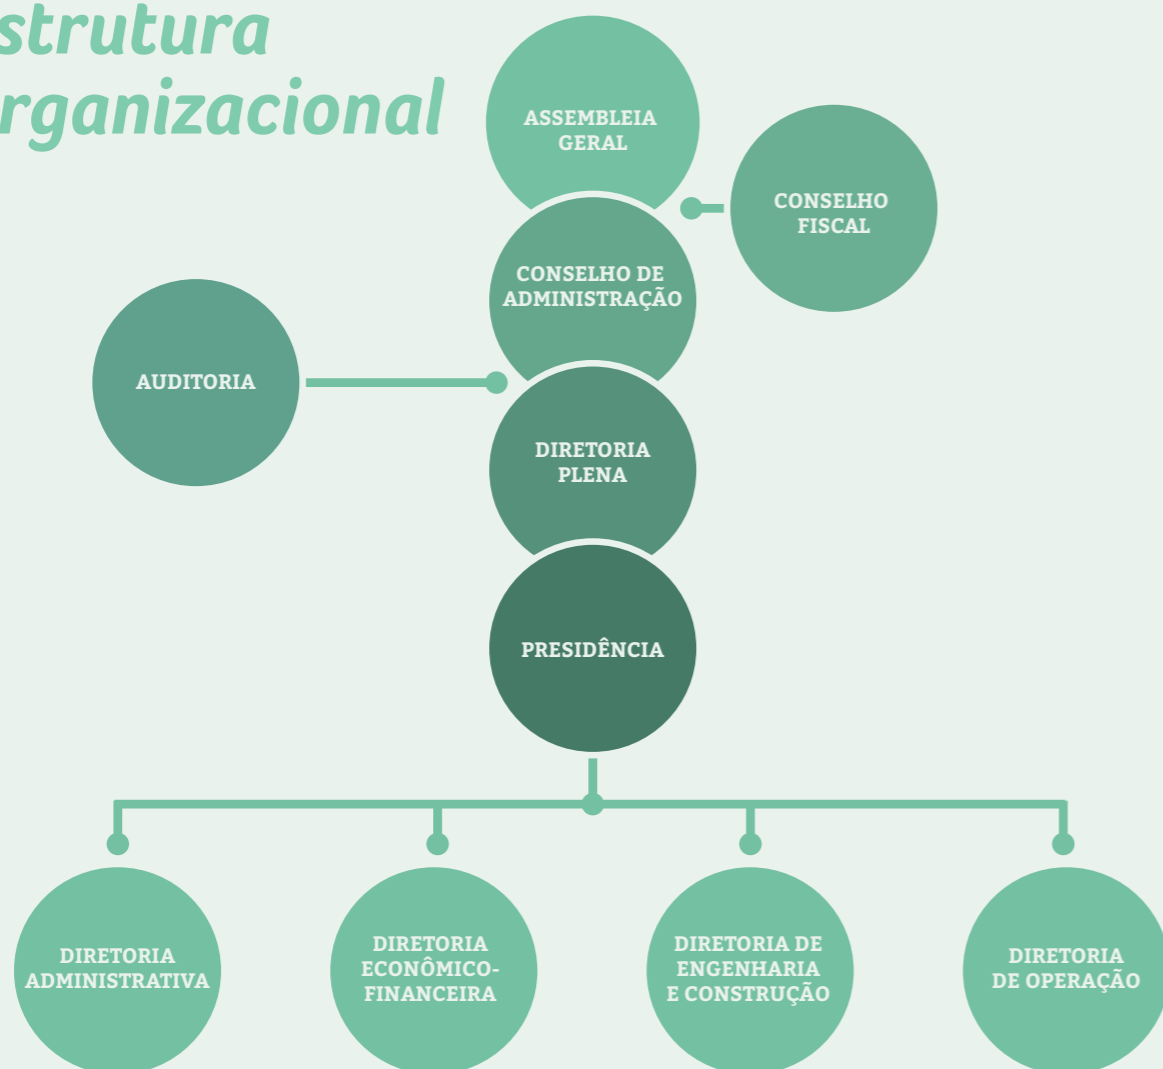 strutura
rganizacional
ASSEMBLEIA
GERAL
CONSELHO
FISCAL
CONSELHO DE
ADMINISTRAÇÃO
AUDITORIA
DIRETORIA
PLENA
PRESIDÊNCIA
DIRETORIA
ADMINISTRATIVA
DIRETORIA
ECONÔMICO-
FINANCEIRA
DIRETORIA DE
ENGENHARIA
E CONSTRUÇÃO
DIRETORIA
DE OPERAÇÃO